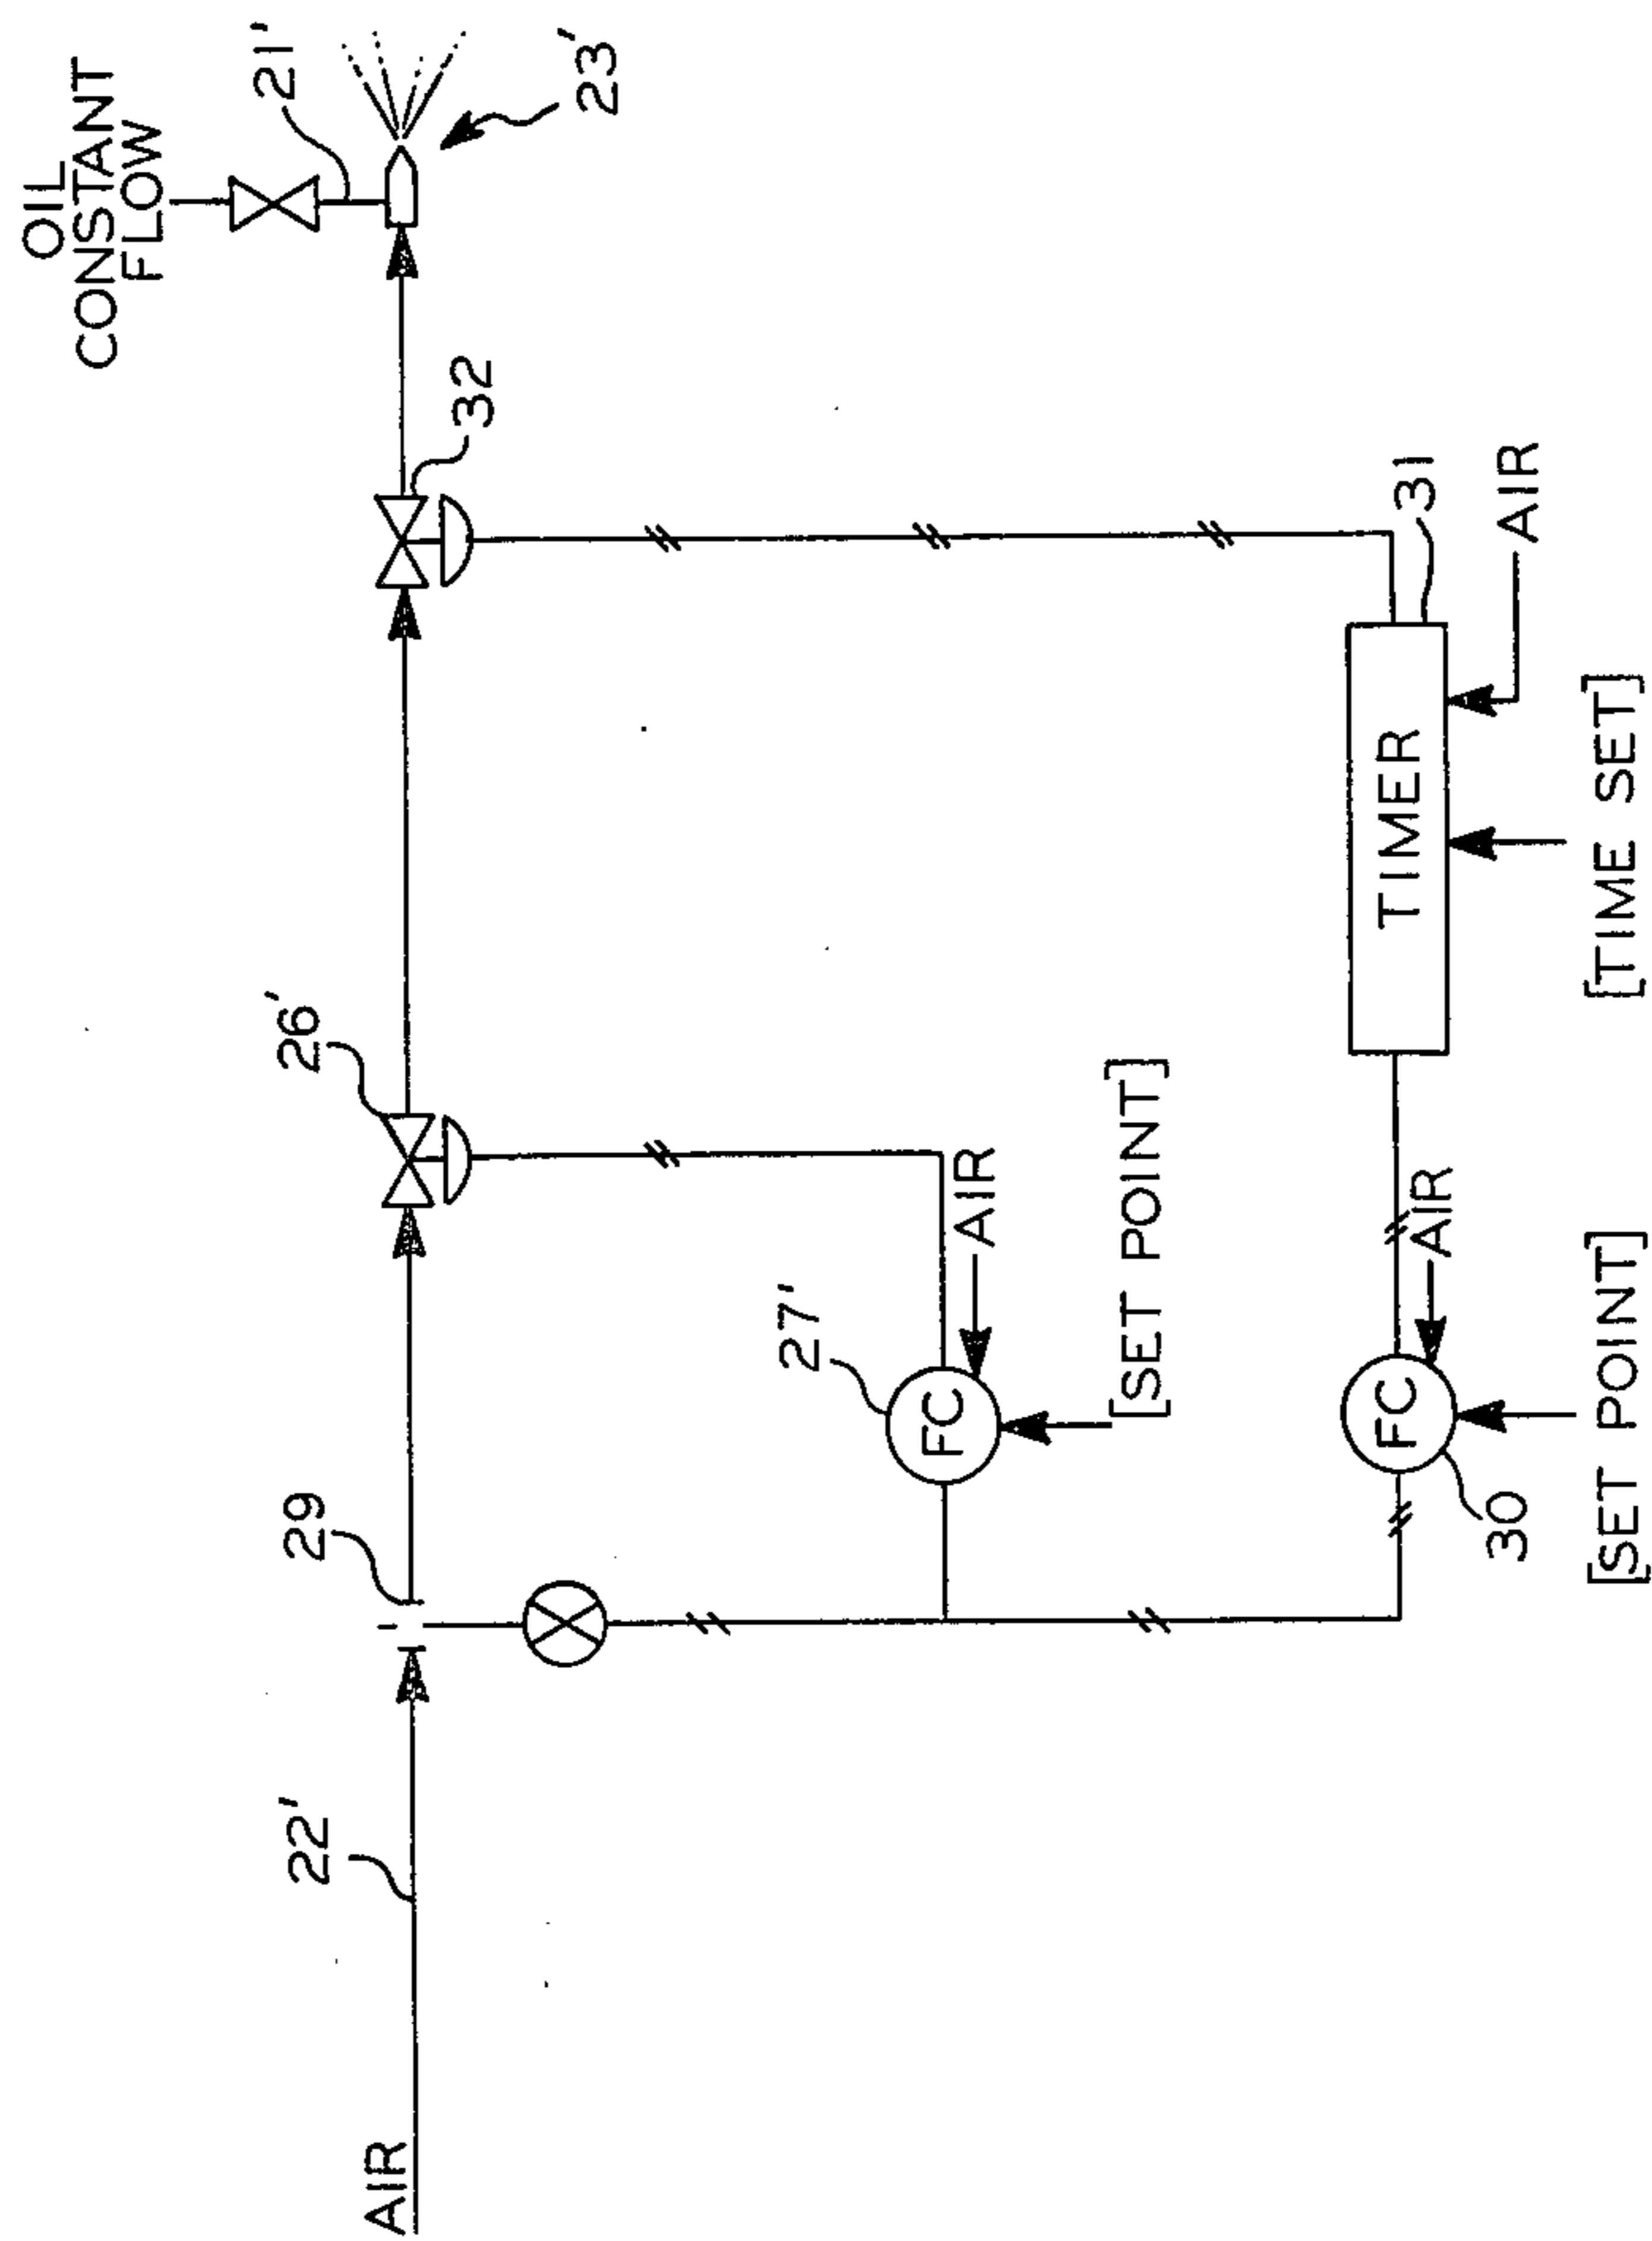 OIL
CONSTANT
FLOW
21'
23'
32
26'
29
22'
AIR
27'
FC
AIR
[SET POINT]
30
FC
AIR
[SET POINT]
TIMER
31
AIR
[TIME SET]